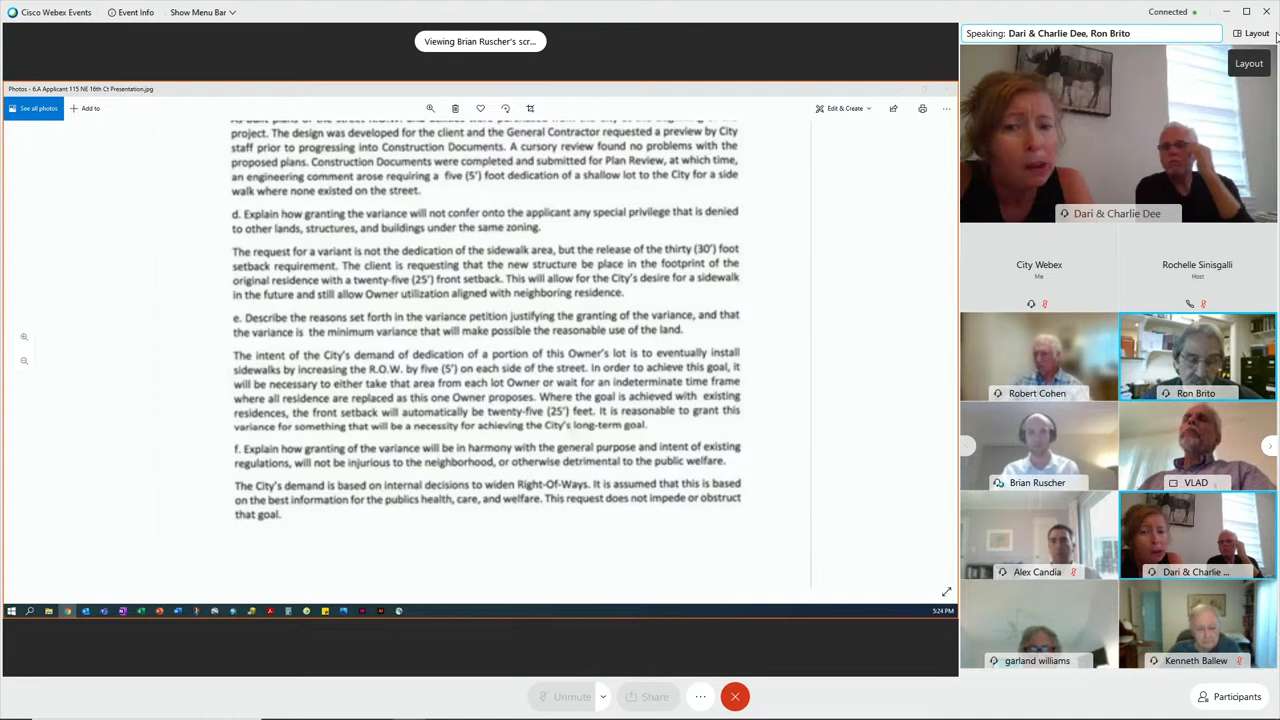 Cisco Webex Events
Event Info
Show Menu Bar
Connected
Viewing Brian Ruscher's scr...
Speaking: Dari & Charlie Dee, Ron Brito
Layout
Layout
Photos - 6.A Applicant 115 NE 16th Ct Presentation.jpg
See all photos
Add to
Edit & Create
project. The design was developed for the client and the General Contractor requested a preview by City
staff prior to progressing into Construction Documents. A cursory review found no problems with the
proposed plans. Construction Documents were completed and submitted for Plan Review, at which time,
an engineering comment arose requiring a five (5') foot dedication of a shallow lot to the City for a side
walk where none existed on the street.
d. Explain how granting the variance will not confer onto the applicant any special privilege that is denied
to other lands, structures, and buildings under the same zoning.
The request for a variant is not the dedication of the sidewalk area, but the release of the thirty (30') foot
setback requirement. The client is requesting that the new structure be place in the footprint of the
original residence with a twenty-five (25') front setback. This will allow for the City's desire for a sidewalk
in the future and still allow Owner utilization aligned with neighboring residence.
e. Describe the reasons set forth in the variance petition justifying the granting of the variance, and that
the variance is the minimum variance that will make possible the reasonable use of the land.
The intent of the City's demand of dedication of a portion of this Owner's lot is to eventually install
sidewalks by increasing the R.O.W. by five (5') on each side of the street. In order to achieve this goal, it
will be necessary to either take that area from each lot Owner or wait for an indeterminate time frame
where all residence are replaced as this one Owner proposes. Where the goal is achieved with existing
residences, the front setback will automatically be twenty-five (25') feet. It is reasonable to grant this
variance for something that will be a necessity for achieving the City's long-term goal.
f. Explain how granting of the variance will be in harmony with the general purpose and intent of existing
regulations, will not be injurious to the neighborhood, or otherwise detrimental to the public welfare.
The City's demand is based on internal decisions to widen Right-Of-Ways. It is assumed that this is based
on the best information for the publics health, care, and welfare. This request does not impede or obstruct
that goal.
5:24 PM
Dari & Charlie Dee
City Webex
Me
Rochelle Sinisgalli
Host
Robert Cohen
Ron Brito
Brian Ruscher
VLAD
Alex Candia
Dari & Charlie ...
garland williams
Kenneth Ballew
Unmute
Share
Participants